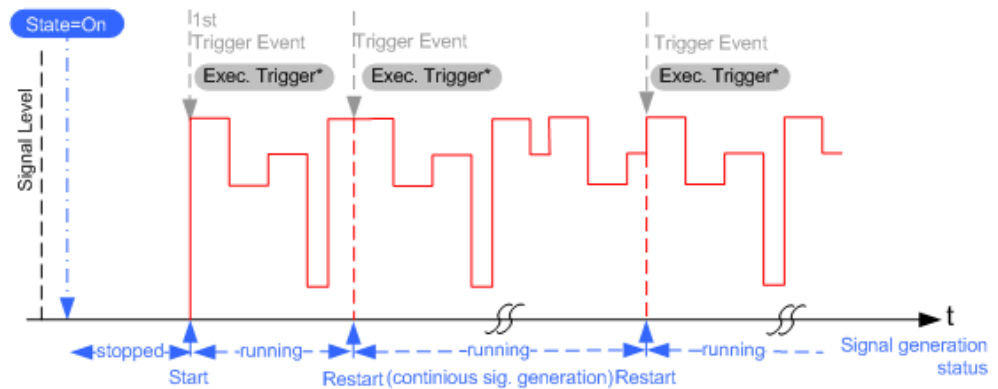 State=On
1st
Trigger Event
Trigger Event
Trigger Event
Exec. Trigger*
Exec. Trigger*
Exec. Trigger*
Signal Level
t
stopped
running
running
running
Signal generation
status
Start
Restart (continious sig. generation) Restart